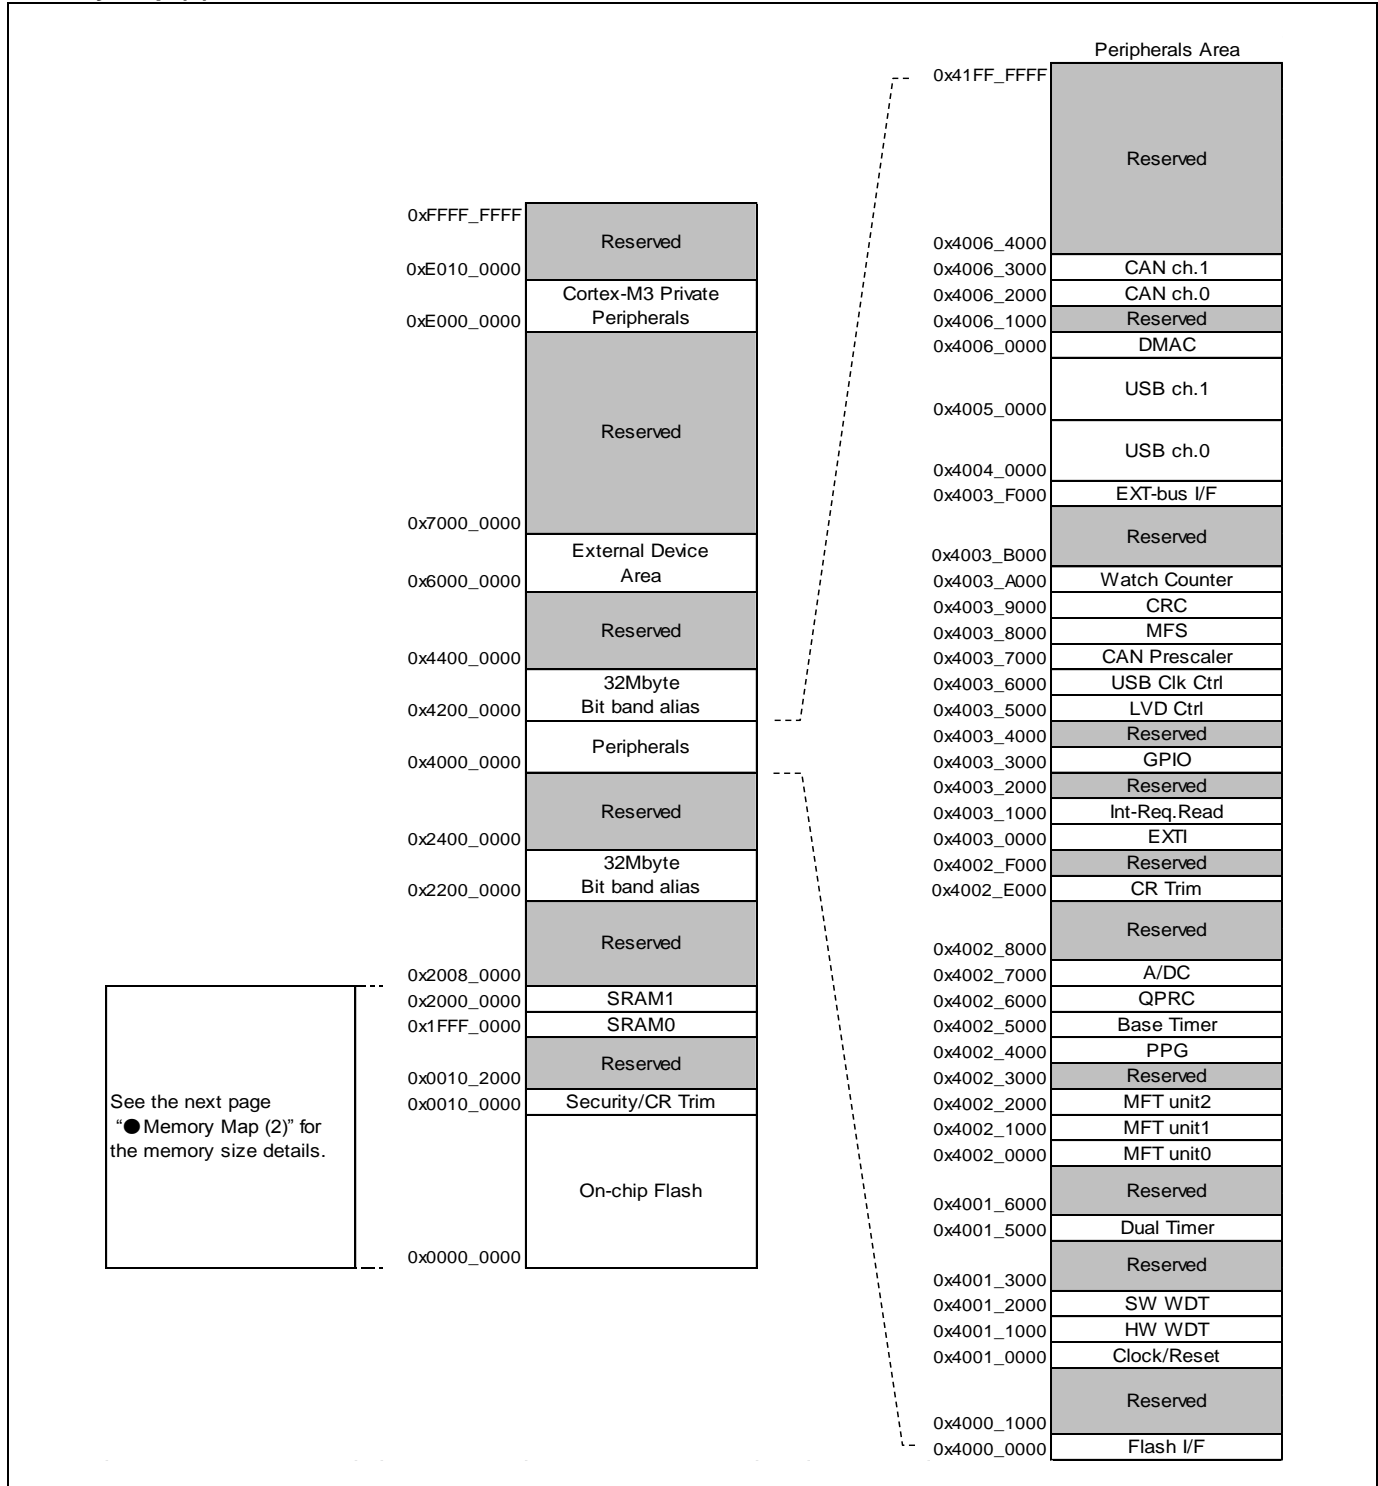 Peripherals Area
0x41FF_FFFF
Reserved
0x4006_4000
0x4006_3000 CAN ch.1
0x4006_2000 CAN ch.0
0x4006_1000 Reserved
0x4006_0000 DMAC
USB ch.1
0x4005_0000
USB ch.0
0x4004_0000
0x4003_F000 EXT-bus I/F
Reserved
0x4003_B000
0x4003_A000 Watch Counter
0x4003_9000 CRC
0x4003_8000 MFS
0x4003_7000 CAN Prescaler
0x4003_6000 USB Clk Ctrl
0x4003_5000 LVD Ctrl
0x4003_4000 Reserved
0x4003_3000 GPIO
0x4003_2000 Reserved
0x4003_1000 Int-Req.Read
0x4003_0000 EXTI
0x4002_F000 Reserved
0x4002_E000 CR Trim
Reserved
0x4002_8000
0x4002_7000 A/DC
0x4002_6000 QPRC
0x4002_5000 Base Timer
0x4002_4000 PPG
0x4002_3000 Reserved
0x4002_2000 MFT unit2
0x4002_1000 MFT unit1
0x4002_0000 MFT unit0
Reserved
0x4001_6000
0x4001_5000 Dual Timer
Reserved
0x4001_3000
0x4001_2000 SW WDT
0x4001_1000 HW WDT
0x4001_0000 Clock/Reset
Reserved
0x4000_1000
0x4000_0000 Flash I/F
0xFFFF_FFFF
Reserved
0xE010_0000
Cortex-M3 Private
0xE000_0000 Peripherals
Reserved
0x7000_0000
External Device
0x6000_0000 Area
Reserved
0x4400_0000
32Mbyte
0x4200_0000 Bit band alias
Peripherals
0x4000_0000
Reserved
0x2400_0000
32Mbyte
0x2200_0000 Bit band alias
Reserved
0x2008_0000
0x2000_0000 SRAM1
0x1FFF_0000 SRAM0
Reserved
0x0010_2000
0x0010_0000 Security/CR Trim
On-chip Flash
0x0000_0000
See the next page
“●Memory Map (2)” for
the memory size details.